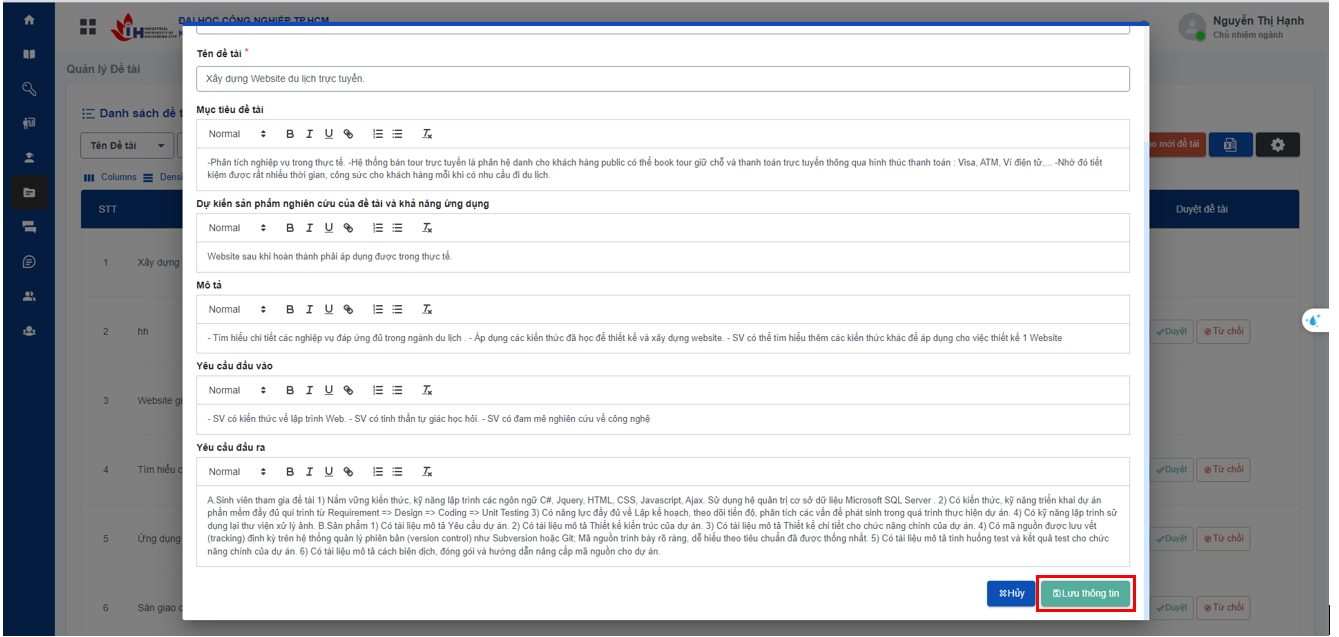 ĐẠI HỌC CÔNG NGHIỆP TP.HCM
INDUSTRIAL
UNIVERSITY OF
HOCHIMINH CITY
Nguyễn Thị Hạnh
Chủ nhiệm ngành
Quản lý Đề tài
Danh sách đề t
Tên Đề tài
ạo mới đề tài
Columns Densi
STT Duyệt đề tài
1 Xây dựng
2 hh Duyệt Từ chối
3 Website gi
4 Tìm hiểu c Duyệt Từ chối
5 Ứng dụng Duyệt Từ chối
6 Sàn giao d Duyệt Từ chối
Tên đề tài *
Xây dựng Website du lịch trực tuyến.
Mục tiêu đề tài
Normal B I U
-Phân tích nghiệp vụ trong thực tế. -Hệ thống bán tour trực tuyến là phân hệ danh cho khách hàng public có thể book tour giữ chỗ và thanh toán trực tuyến thông qua hình thúc thanh toán : Visa, ATM, Ví điện tử,... -Nhờ đó tiết
kiệm được rất nhiều thời gian, công sức cho khách hàng mỗi khi có nhu cầu đi du lịch.
Dự kiến sản phẩm nghiên cứu của đề tài và khả năng ứng dụng
Normal B I U
Website sau khi hoàn thành phải áp dụng được trong thực tế.
Mô tả
Normal B I U
- Tìm hiểu chi tiết các nghiệp vụ đáp ứng đủ trong ngành du lịch . - Áp dụng các kiến thức đã học để thiết kế và xây dựng website. - SV có thể tìm hiểu thêm các kiến thức khác để áp dụng cho việc thiết kế 1 Website
Yêu cầu đầu vào
Normal B I U
- SV có kiến thức về lập trình Web. - SV có tinh thần tự giác học hỏi. - SV có đam mê nghiên cứu về công nghệ
Yêu cầu đầu ra
Normal B I U
A.Sinh viên tham gia đề tài 1) Nắm vững kiến thức, kỹ năng lập trình các ngôn ngữ C#, Jquery, HTML, CSS, Javascript, Ajax. Sử dụng hệ quản trị cơ sở dữ liệu Microsoft SQL Server . 2) Có kiến thức, kỹ năng triển khai dự án
phần mềm đầy đủ qui trình từ Requirement => Design => Coding => Unit Testing 3) Có năng lực đầy đủ về Lập kế hoạch, theo dõi tiến độ, phân tích các vấn đề phát sinh trong quá trình thực hiện dự án. 4) Có kỹ năng lập trình sử
dụng lại thư viện xử lý ảnh. B.Sản phẩm 1) Có tài liệu mô tả Yêu cầu dự án. 2) Có tài liệu mô tả Thiết kế kiến trúc của dự án. 3) Có tài liệu mô tả Thiết kế chi tiết cho chức năng chính của dự án. 4) Có mã nguồn được lưu vết
(tracking) định kỳ trên hệ thống quản lý phiên bản (version control) như Subversion hoặc Git; Mã nguồn trình bày rõ ràng, dễ hiểu theo tiêu chuẩn đã được thống nhất. 5) Có tài liệu mô tả tình huống test và kết quả test cho chức
năng chính của dự án. 6) Có tài liệu mô tả cách biên dịch, đóng gói và hướng dẫn nâng cấp mã nguồn cho dự án.
Hủy Lưu thông tin